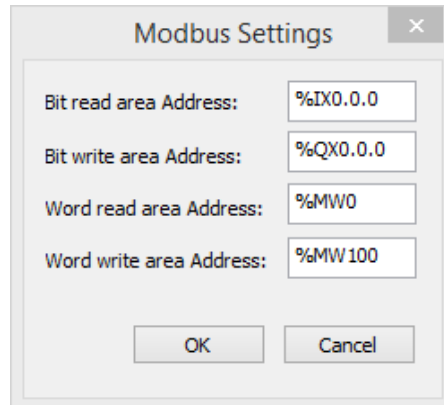 Modbus Settings
Bit read area Address: %IX0.0.0
Bit write area Address: %QX0.0.0
Word read area Address: %MW0
Word write area Address: %MW100
OK Cancel